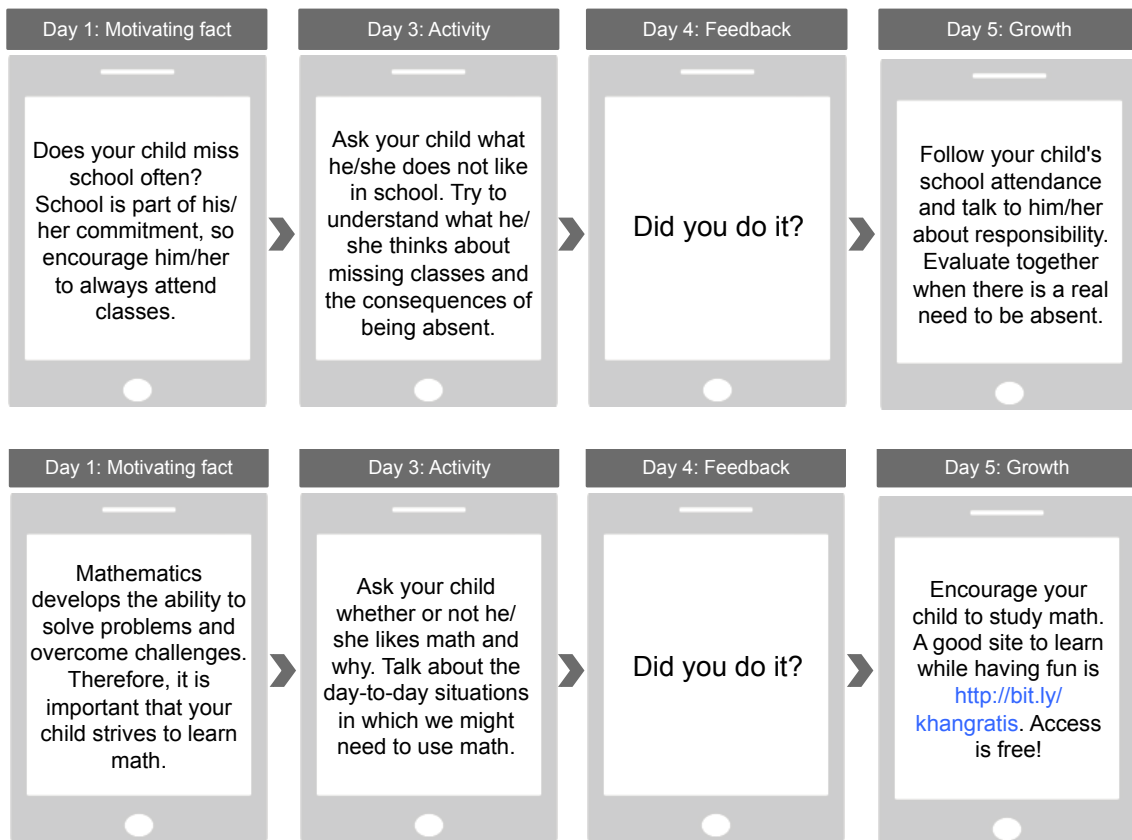 Day 1: Motivating fact
Day 3: Activity
Day 4: Feedback
Day 5: Growth
Does your child miss
school often?
School is part of his/
her commitment, so
encourage him/her
to always attend
classes.
Ask your child what
he/she does not like
in school. Try to
understand what he/
she thinks about
missing classes and
the consequences of
being absent.
Did you do it?
Follow your child's
school attendance
and talk to him/her
about responsibility.
Evaluate together
when there is a real
need to be absent.
Day 1: Motivating fact
Day 3: Activity
Day 4: Feedback
Day 5: Growth
Mathematics
develops the ability to
solve problems and
overcome challenges.
Therefore, it is
important that your
child strives to learn
math.
Ask your child
whether or not he/
she likes math and
why. Talk about the
day-to-day situations
in which we might
need to use math.
Did you do it?
Encourage your
child to study math.
A good site to learn
while having fun is
http://bit.ly/
khangratis. Access
is free!